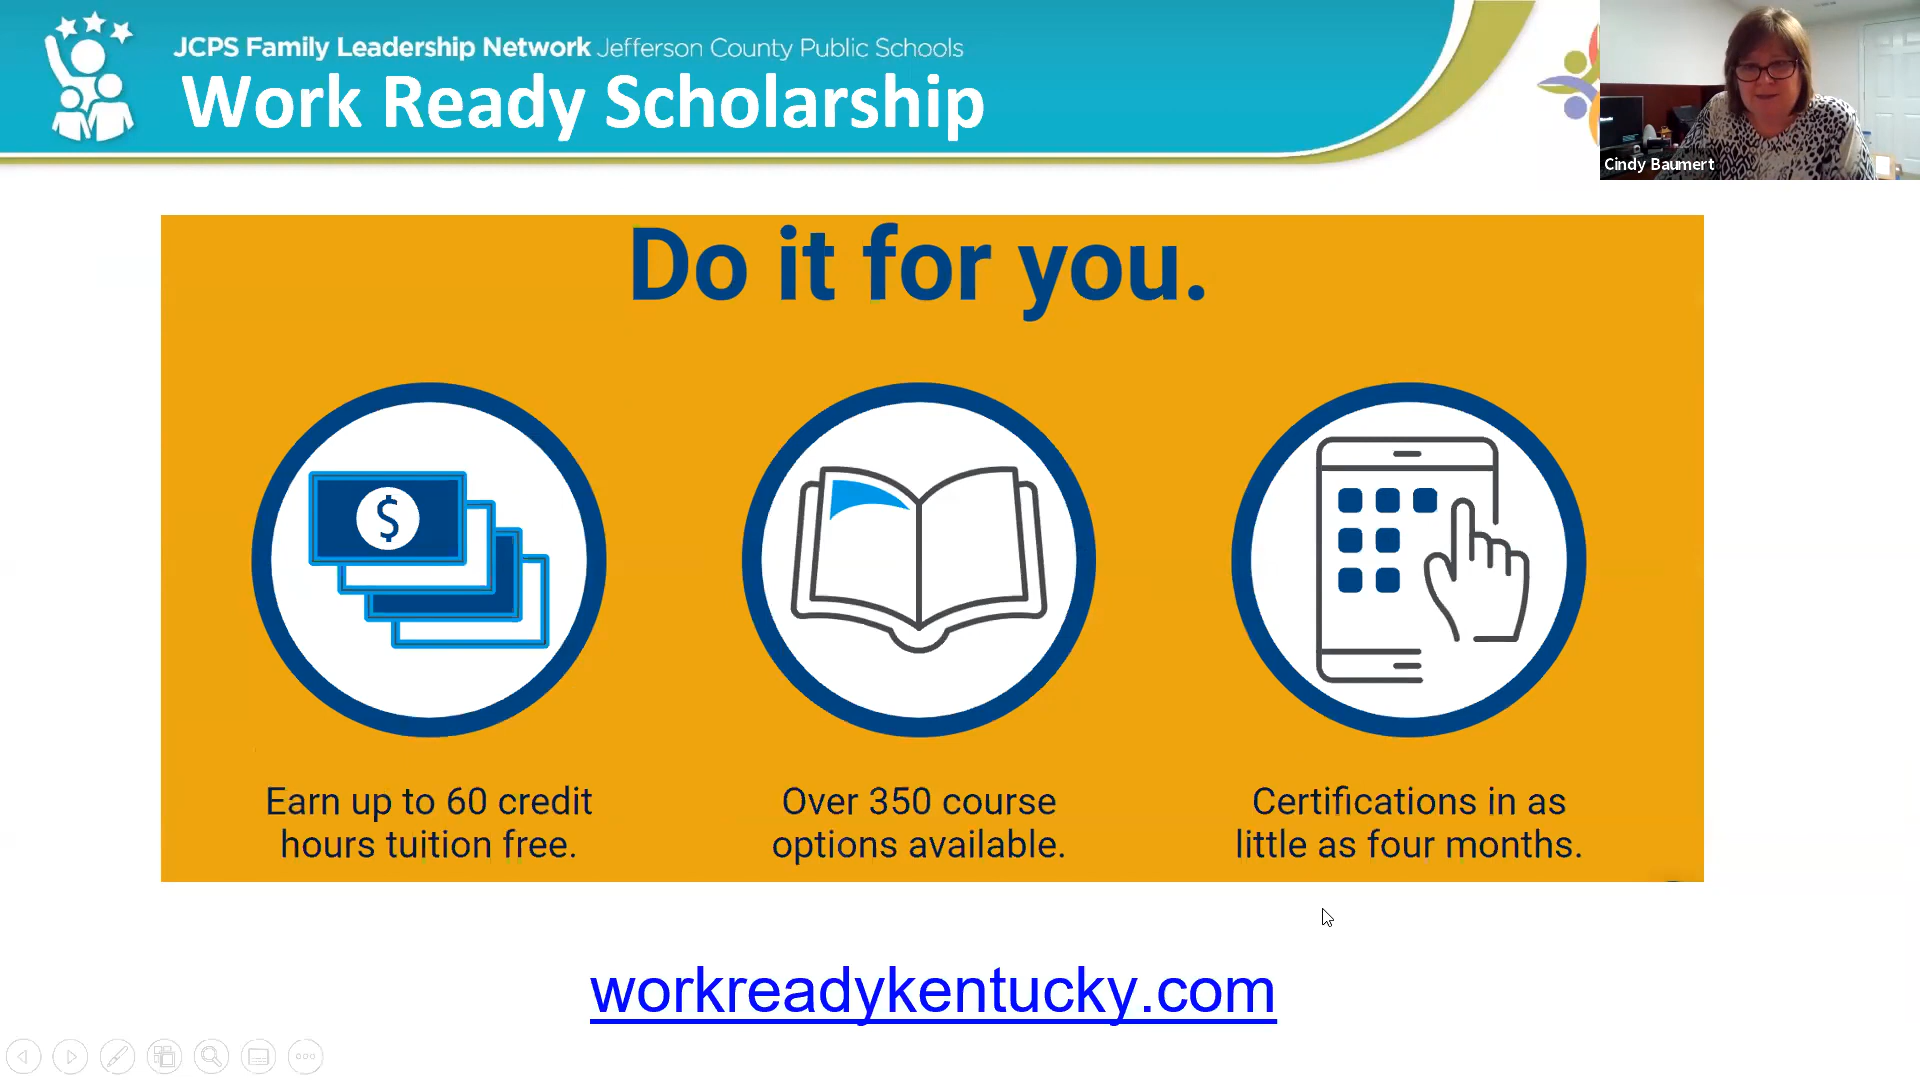 JCPS Family Leadership Network Jefferson County Public Schools
Work Ready Scholarship
Cindy Baumert
Do it for you.
$
Earn up to 60 credit
hours tuition free.
Over 350 course
options available.
Certifications in as
little as four months.
workreadykentucky.com